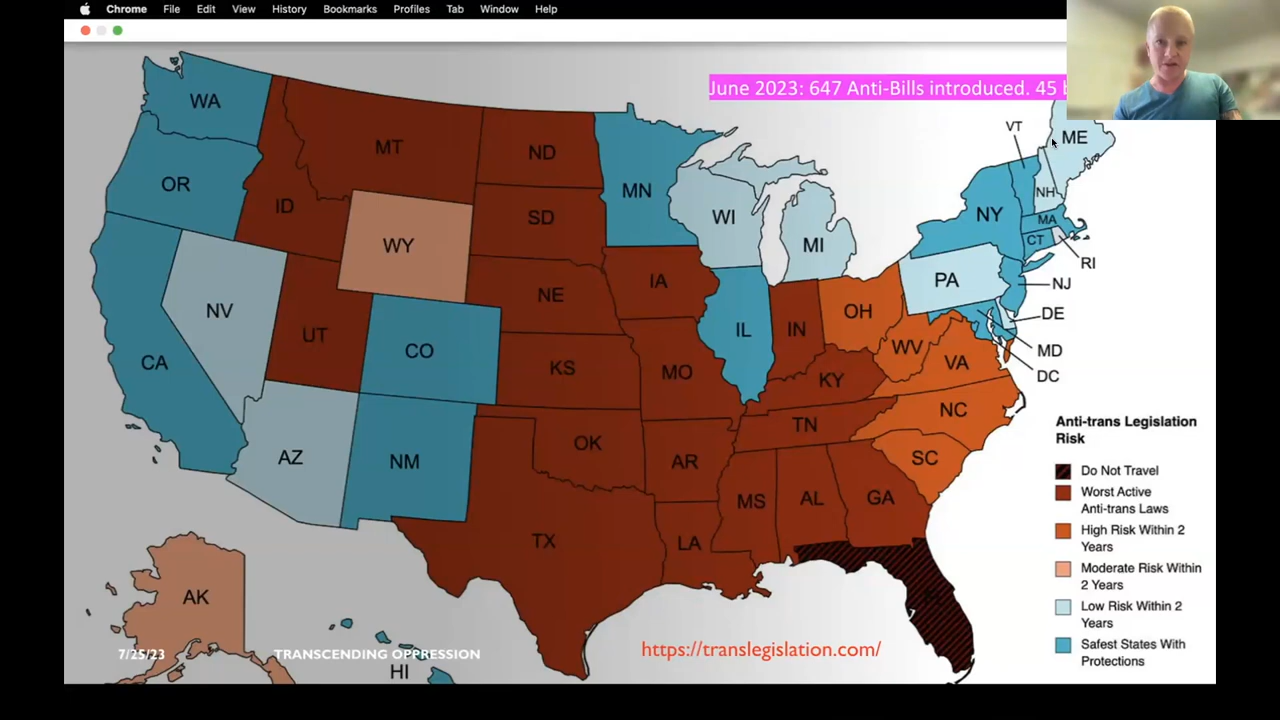 Chrome File Edit View History Bookmarks Profiles Tab Window Help
June 2023: 647 Anti-Bills introduced. 45
WA
MT
ND
VT
ME
OR
ID
SD
MN
WI
MI
NY
NH
MA
CT
RI
WY
NV
UT
CO
NE
IA
IL
IN
OH
PA
NJ
DE
MD
DC
CA
KS
MO
KY
WV
VA
AZ
NM
OK
AR
TN
NC
SC
TX
LA
MS
AL
GA
AK
HI
Anti-trans Legislation
Risk
Do Not Travel
Worst Active
Anti-trans Laws
High Risk Within 2
Years
Moderate Risk Within
2 Years
Low Risk Within 2
Years
Safest States With
Protections
7/25/23
TRANSCENDING OPPRESSION
https://translegislation.com/